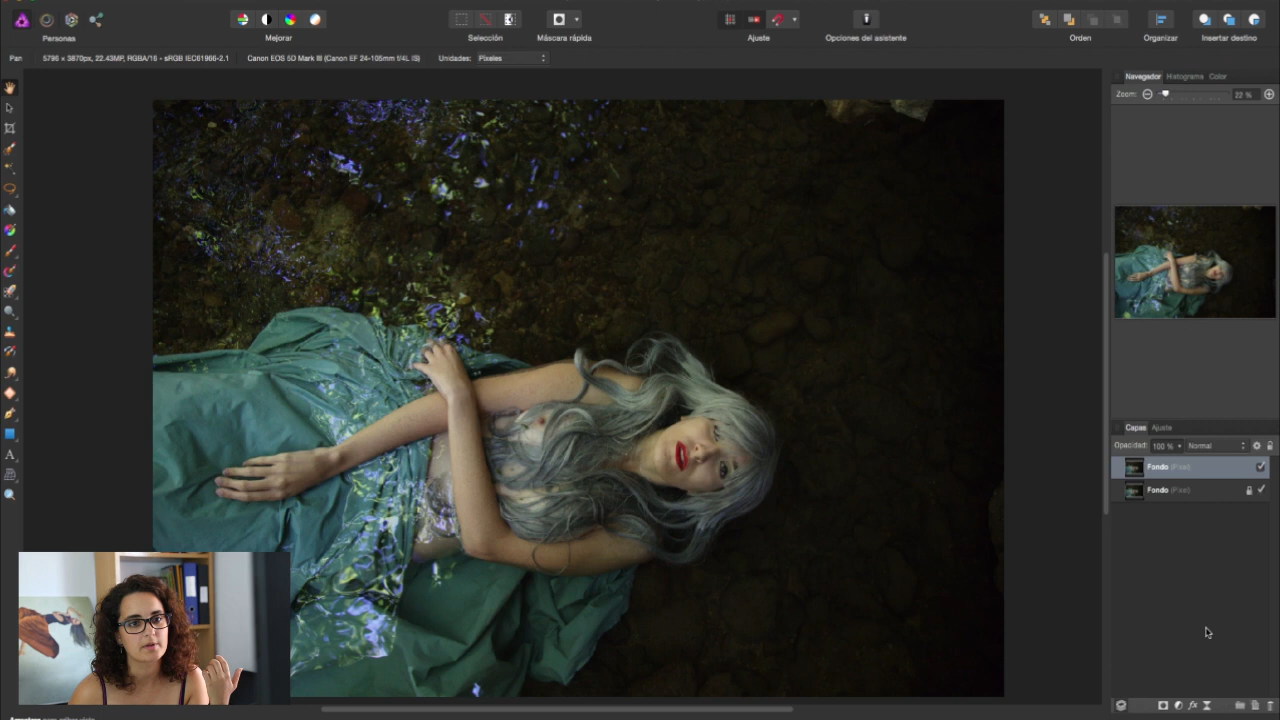 Personas
Mejorar
Selección
Máscara rápida
Ajuste
Opciones del asistente
Orden
Organizar
Insertar destino
Pan
5796 x 3870px, 22.43MP, RGBA/16 - sRGB IEC61966-2.1
Canon EOS 5D Mark III (Canon EF 24-105mm f/4L IS)
Unidades:
Píxeles
Navegador
Histograma
Color
Zoom:
22 %
Capas
Ajuste
Opacidad:
100 %
Normal
Fondo (Píxel)
Fondo (Píxel)